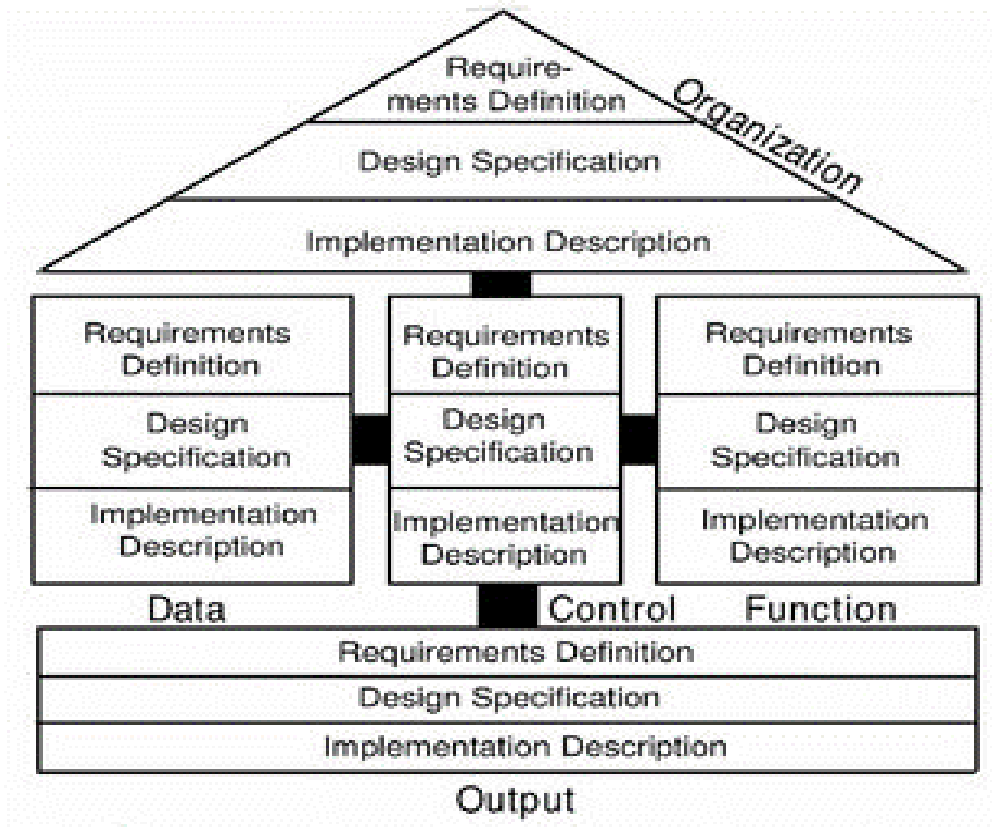 Require-
ments Definition
Organization
Design Specification
Implementation Description
Requirements
Definition
Design
Specification
Implementation
Description
Data
Requirements
Definition
Design
Specification
Implementation
Description
Control
Requirements
Definition
Design
Specification
Implementation
Description
Function
Requirements Definition
Design Specification
Implementation Description
Output